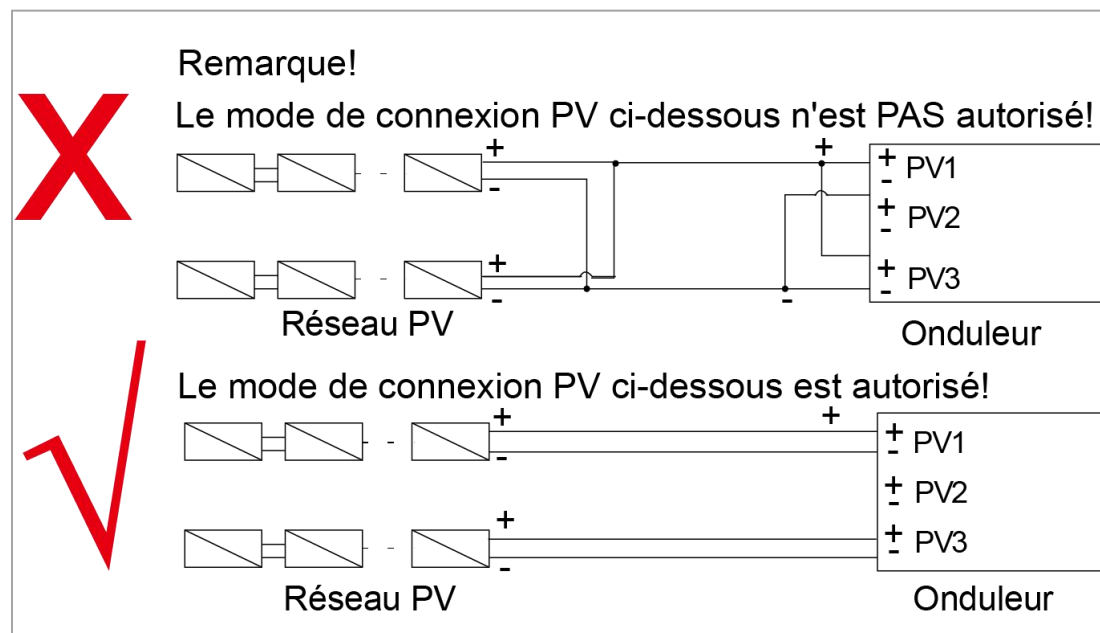 Remarque!
Le mode de connexion PV ci-dessous n'est PAS autorisé!
+ + + PV1
- -
+ PV2
-
+ + PV3
- - -
Réseau PV
Onduleur
Le mode de connexion PV ci-dessous est autorisé!
+ + + PV1
- -
+ PV2
-
+ + PV3
- -
Réseau PV Onduleur